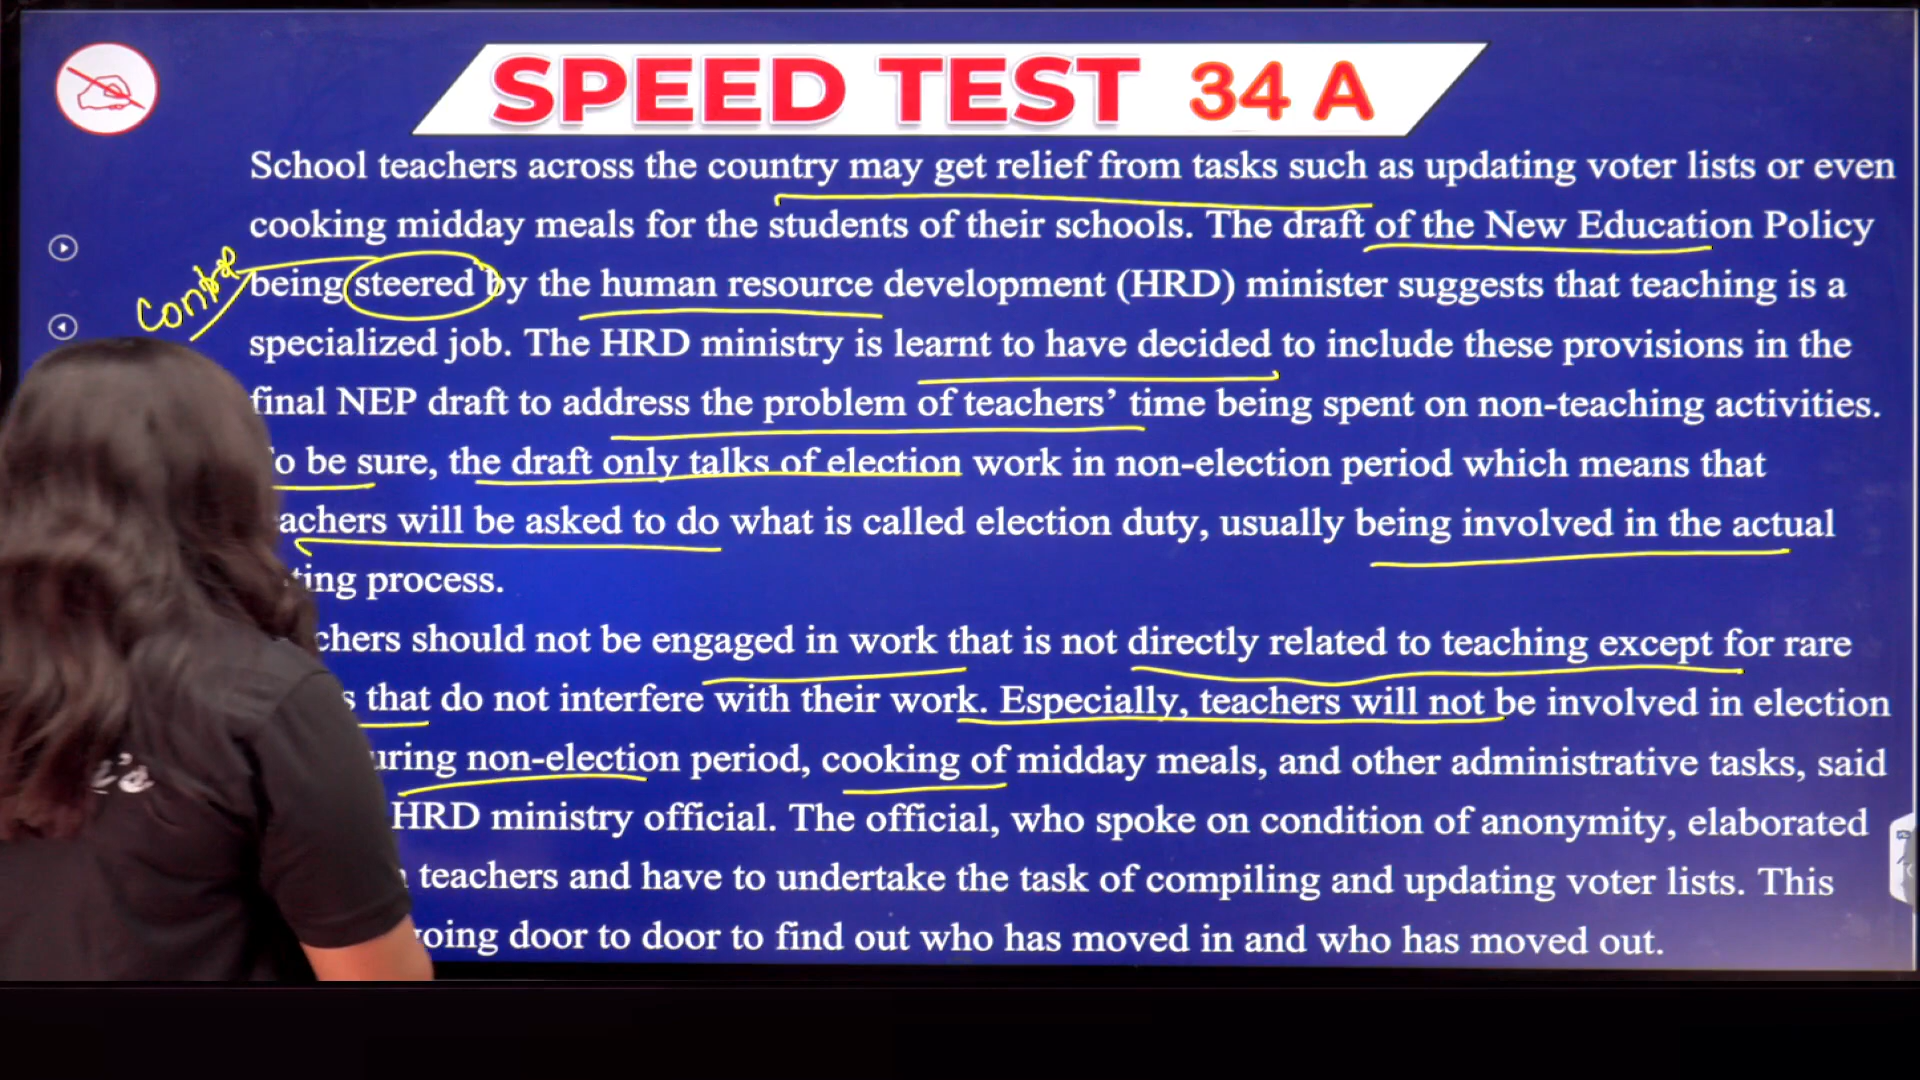 SPEED TEST 34 A
School teachers across the country may get relief from tasks such as updating voter lists or even
cooking midday meals for the students of their schools. The draft of the New Education Policy
being steered by the human resource development (HRD) minister suggests that teaching is a
specialized job. The HRD ministry is learnt to have decided to include these provisions in the
final NEP draft to address the problem of teachers’ time being spent on non-teaching activities.
be sure, the draft only talks of election work in non-election period which means that
will be asked to do what is called election duty, usually being involved in the actual
process.
should not be engaged in work that is not directly related to teaching except for rare
that do not interfere with their work. Especially, teachers will not be involved in election
non-election period, cooking of midday meals, and other administrative tasks, said
HRD ministry official. The official, who spoke on condition of anonymity, elaborated
teachers and have to undertake the task of compiling and updating voter lists. This
door to door to find out who has moved in and who has moved out.